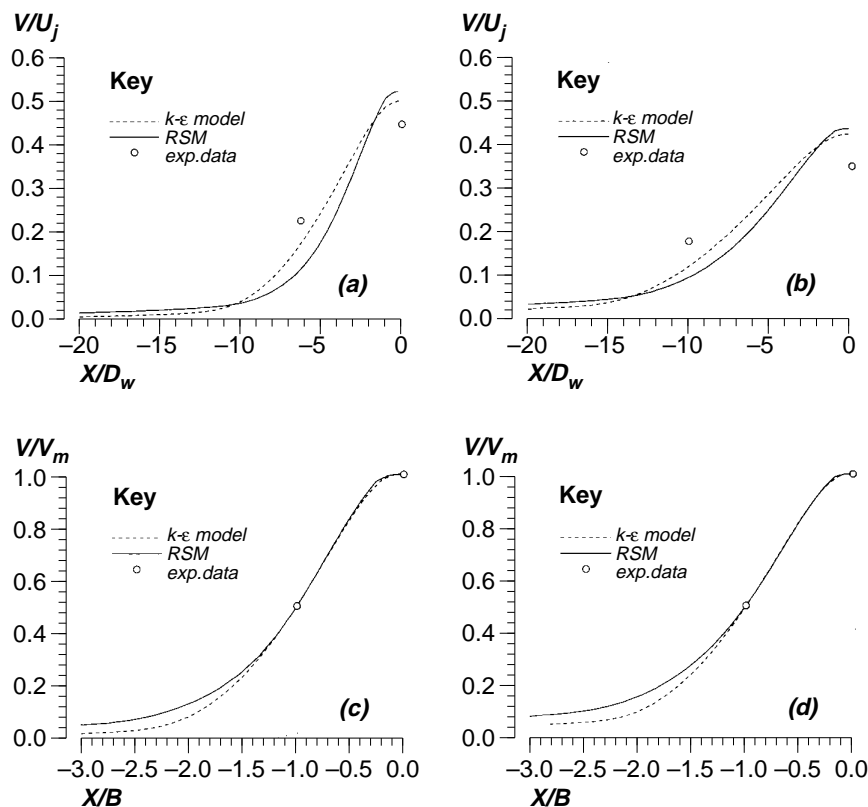 V/Uj
0.6
0.5
0.4
0.3
0.2
0.1
0.0
Key
k-ε model
RSM
exp.data
(a)
–20 –15 –10 –5 0
X/Dw
V/Uj
0.6
0.5
0.4
0.3
0.2
0.1
0.0
Key
k-ε model
RSM
exp.data
(b)
–20 –15 –10 –5 0
X/Dw
V/Vm
1.0
0.8
0.6
0.4
0.2
0.0
Key
k-ε model
RSM
exp.data
(c)
–3.0 –2.5 –2.0 –1.5 –1.0 –0.5 0.0
X/B
V/Vm
1.0
0.8
0.6
0.4
0.2
0.0
Key
k-ε model
RSM
exp.data
(d)
–3.0 –2.5 –2.0 –1.5 –1.0 –0.5 0.0
X/B